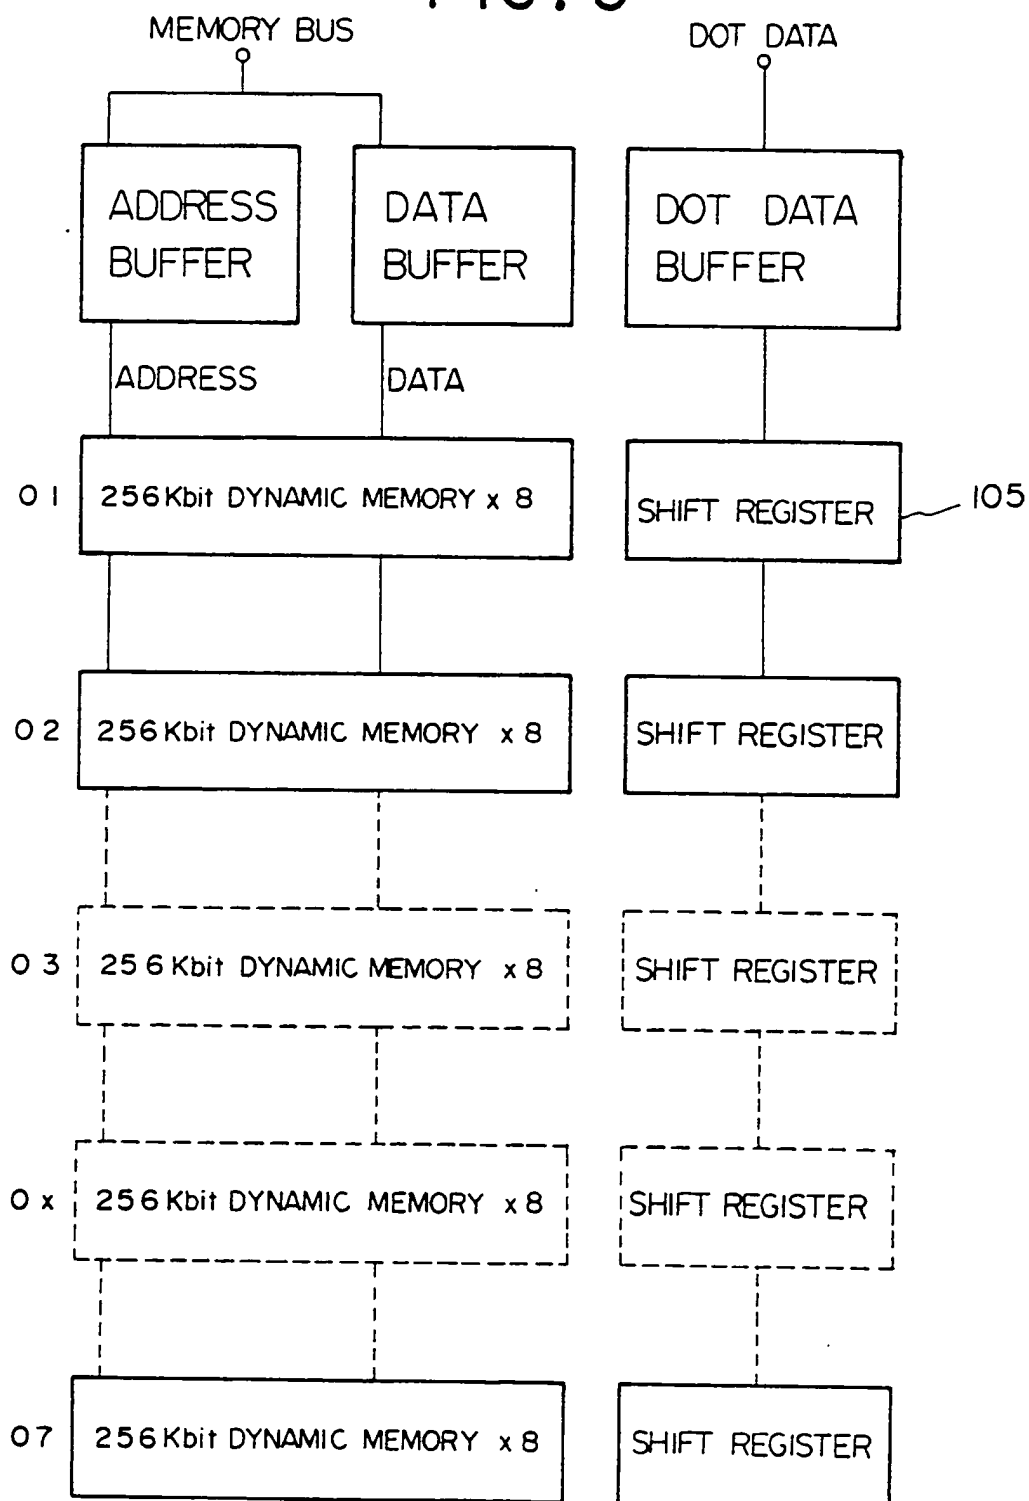 MEMORY BUS
DOT DATA
ADDRESS
BUFFER
DATA
BUFFER
DOT DATA
BUFFER
ADDRESS
DATA
01
256Kbit DYNAMIC MEMORY x 8
SHIFT REGISTER
105
02
256Kbit DYNAMIC MEMORY x 8
SHIFT REGISTER
03
256Kbit DYNAMIC MEMORY x 8
SHIFT REGISTER
0x
256Kbit DYNAMIC MEMORY x 8
SHIFT REGISTER
07
256Kbit DYNAMIC MEMORY x 8
SHIFT REGISTER